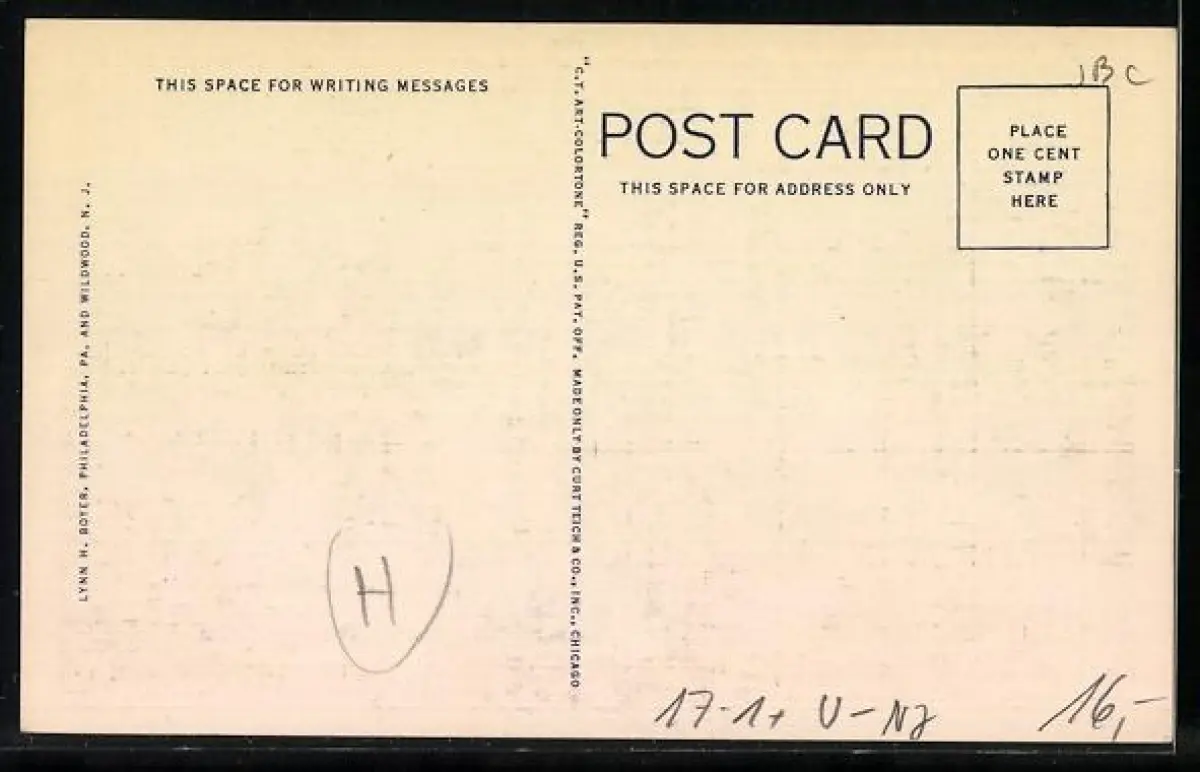 THIS SPACE FOR WRITING MESSAGES
LYNN H. BOYER, PHILADELPHIA, PA. AND WILDWOOD, N. J.
"C.T. ART-COLORTONE" REG. U.S. PAT. OFF. MADE ONLY BY CURT TEICH & CO., INC., CHICAGO
POST CARD
THIS SPACE FOR ADDRESS ONLY
JBC
PLACE
ONE CENT
STAMP
HERE
H
17-1+ U-NJ
16,-